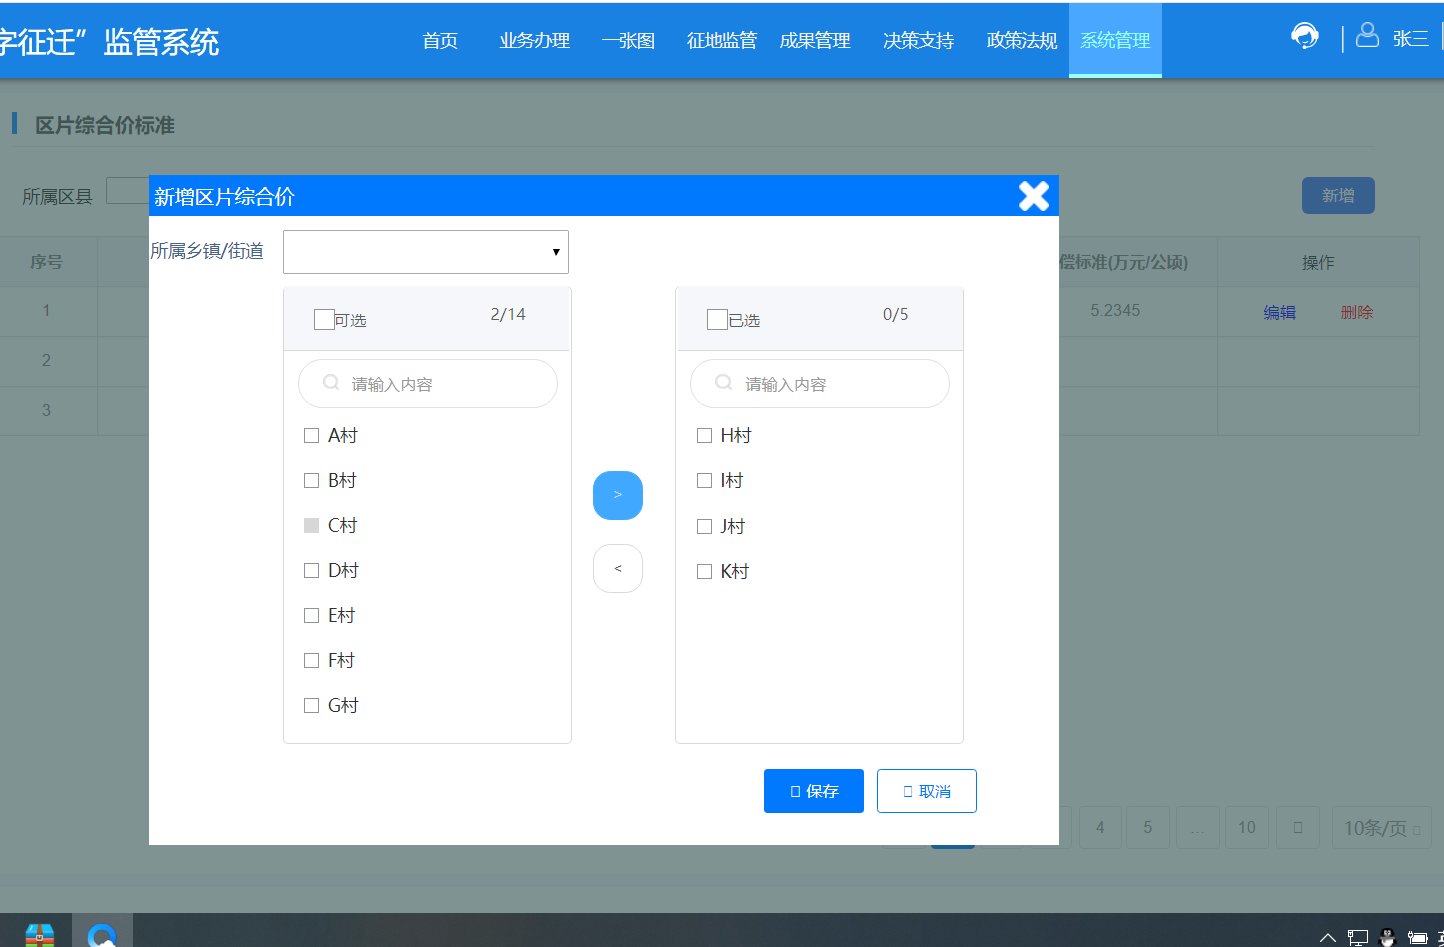 字征迁”监管系统
首页 业务办理 一张图 征地监管 成果管理 决策支持 政策法规 系统管理 张三
区片综合价标准
所属区县 新增
新增区片综合价
所属乡镇/街道
序号 偿标准(万元/公顷) 操作
1 5.2345 编辑 删除
2
3
可选 2/14
请输入内容
A村
B村
C村
D村
E村
F村
G村
>
<
已选 0/5
请输入内容
H村
I村
J村
K村
保存 取消
4 5 ... 10 10条/页